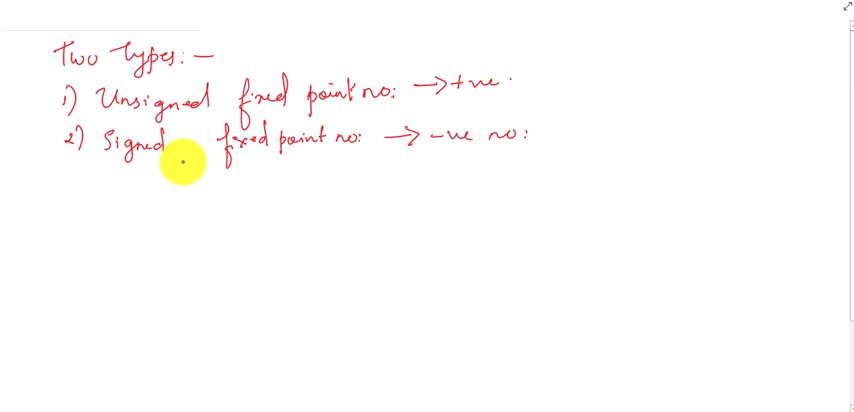 Two Types:-
1) Unsigned fixed point no: → +ve.
2) Signed fixed point no: → -ve no: